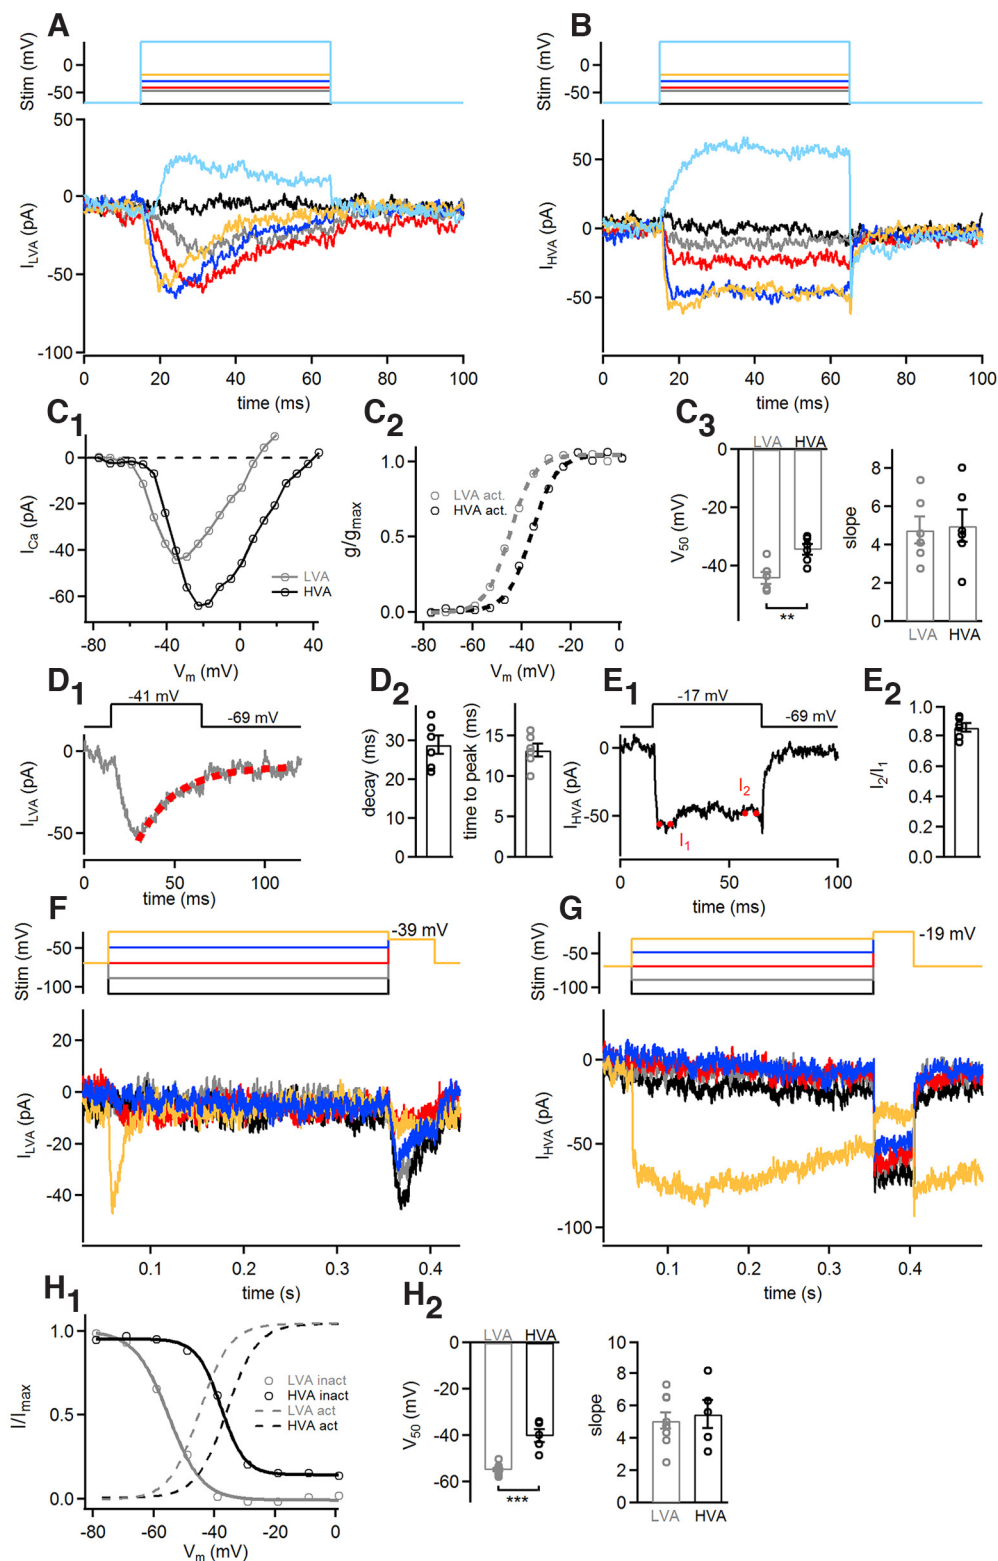 A
Stim (mV)
0
-50
50
0
-50
-100
I_LVA (pA)
0 20 40 60 80 100
time (ms)
B
Stim (mV)
0
-50
50
0
-50
I_HVA (pA)
0 20 40 60 80 100
time (ms)
C1
0
-20
-40
-60
I_Ca (pA)
LVA
HVA
-80 -40 0 40
V_m (mV)
C2
1.0
0.5
0.0
g/g_max
LVA act.
HVA act.
-80 -60 -40 -20 0
V_m (mV)
C3
LVA HVA
0
-20
-40
V_50 (mV)
**
8
6
4
2
0
slope
LVA HVA
D1
-41 mV
-69 mV
0
-50
I_LVA (pA)
0 50 100
time (ms)
D2
decay (ms)
30
20
10
0
time to peak (ms)
15
10
5
0
E1
-17 mV
-69 mV
0
-50
I_HVA (pA)
I_2
I_1
0 50 100
time (ms)
E2
I_2/I_1
1.0
0.8
0.6
0.4
0.2
0.0
F
-39 mV
Stim (mV)
-50
-100
20
0
-20
-40
I_LVA (pA)
0.1 0.2 0.3 0.4
time (s)
G
-19 mV
Stim (mV)
-50
-100
0
-50
-100
I_HVA (pA)
0.1 0.2 0.3 0.4
time (s)
H1
1.0
0.5
0.0
I/I_max
LVA inact
HVA inact
LVA act
HVA act
-80 -60 -40 -20 0
V_m (mV)
H2
LVA HVA
0
-20
-40
-60
V_50 (mV)
***
10
8
6
4
2
0
slope
LVA HVA